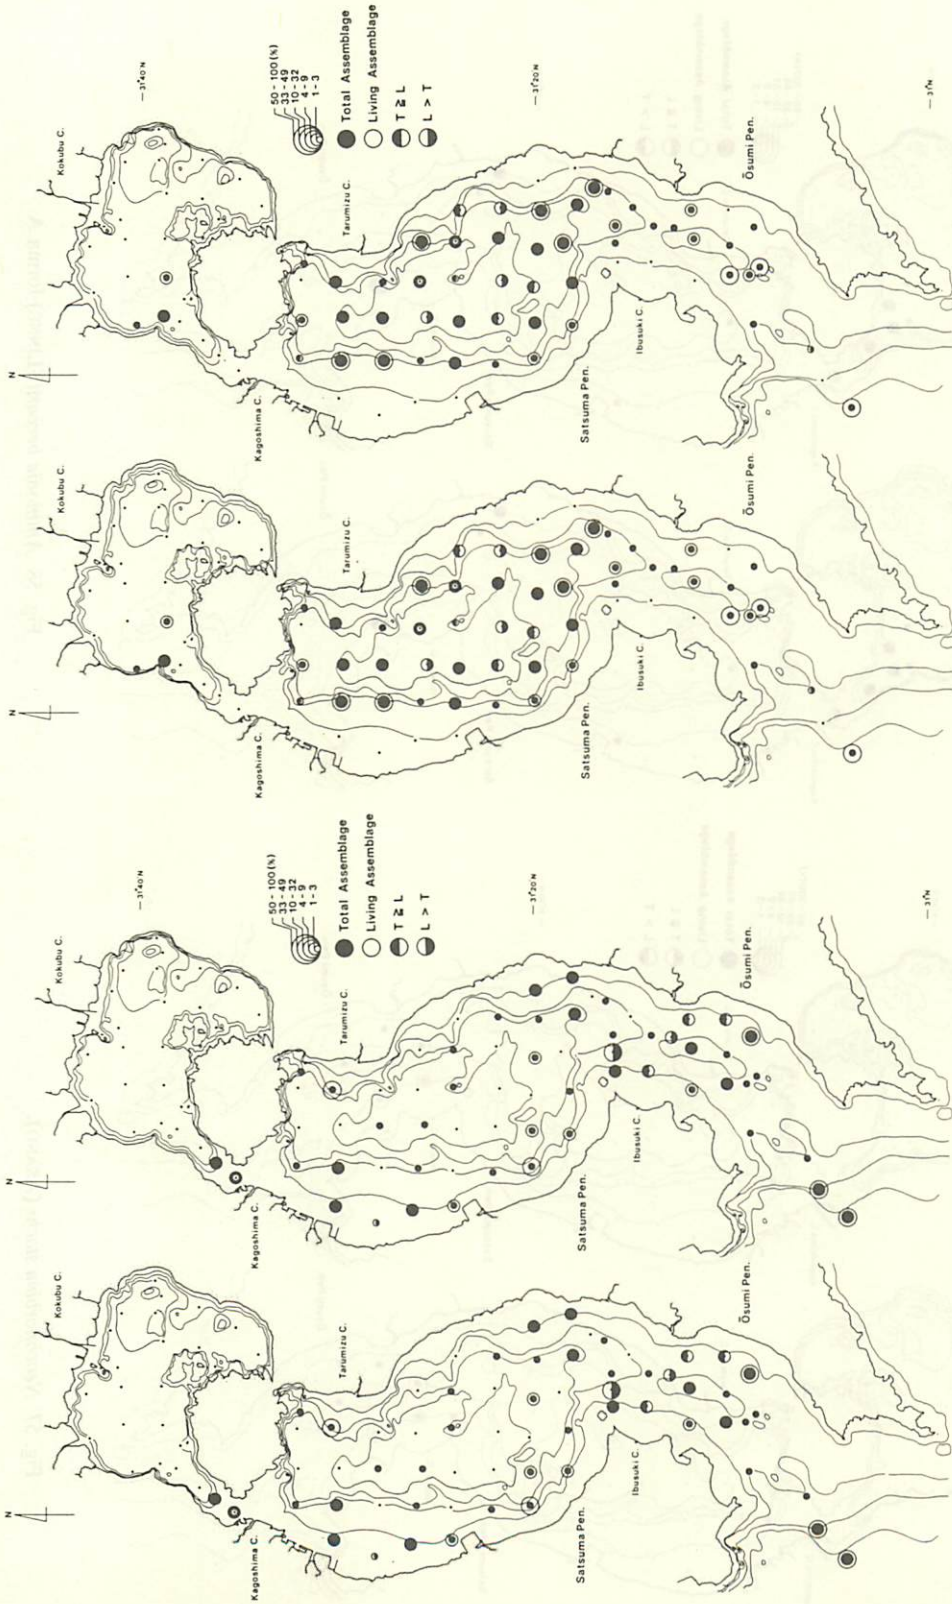 N
Kokubu C.
— 31°40'N
Kagoshima C.
Tarumizu C.
50 - 100 (%)
33 - 49
10 - 32
4 - 9
1 - 3
Total Assemblage
Living Assemblage
T ≧ L
L > T
— 31°20'N
Satsuma Pen.
Ibusuki C.
Ōsumi Pen.
— 31°N
N
Kokubu C.
Kagoshima C.
Tarumizu C.
Satsuma Pen.
Ibusuki C.
Ōsumi Pen.
N
Kokubu C.
— 31°40'N
Kagoshima C.
Tarumizu C.
50 - 100 (%)
33 - 49
10 - 32
4 - 9
1 - 3
Total Assemblage
Living Assemblage
T ≧ L
L > T
— 31°20'N
Satsuma Pen.
Ibusuki C.
Ōsumi Pen.
— 31°N
N
Kokubu C.
Kagoshima C.
Tarumizu C.
Satsuma Pen.
Ibusuki C.
Ōsumi Pen.